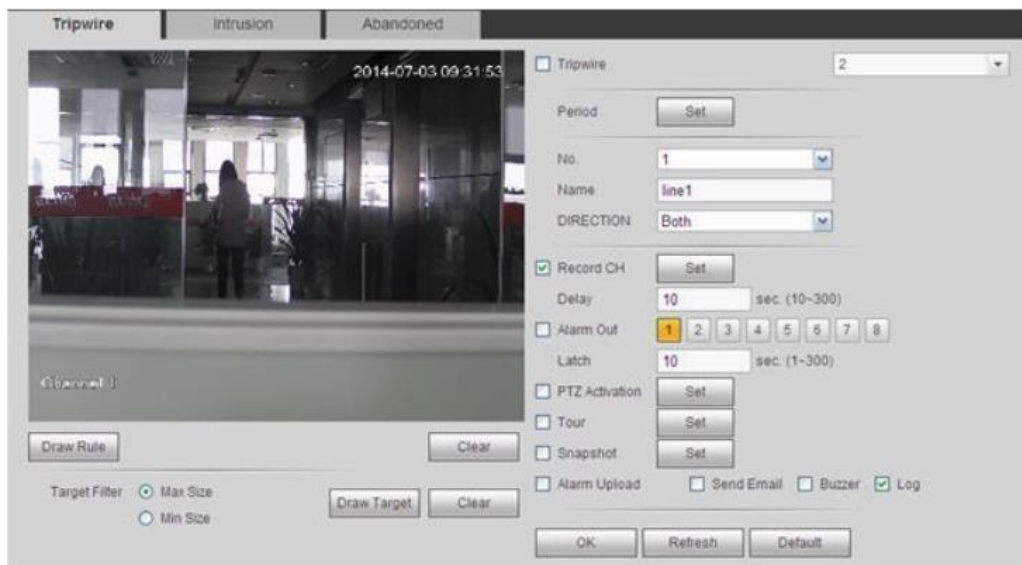 Tripwire Intrusion Abandoned
2014-07-03 09:31:53
Channel 1
Draw Rule Clear
Target Filter Max Size
Min Size
Draw Target Clear
Tripwire 2
Period Set
No. 1
Name line1
DIRECTION Both
Record CH Set
Delay 10 sec. (10~300)
Alarm Out 1 2 3 4 5 6 7 8
Latch 10 sec. (1~300)
PTZ Activation Set
Tour Set
Snapshot Set
Alarm Upload Send Email Buzzer Log
OK Refresh Default